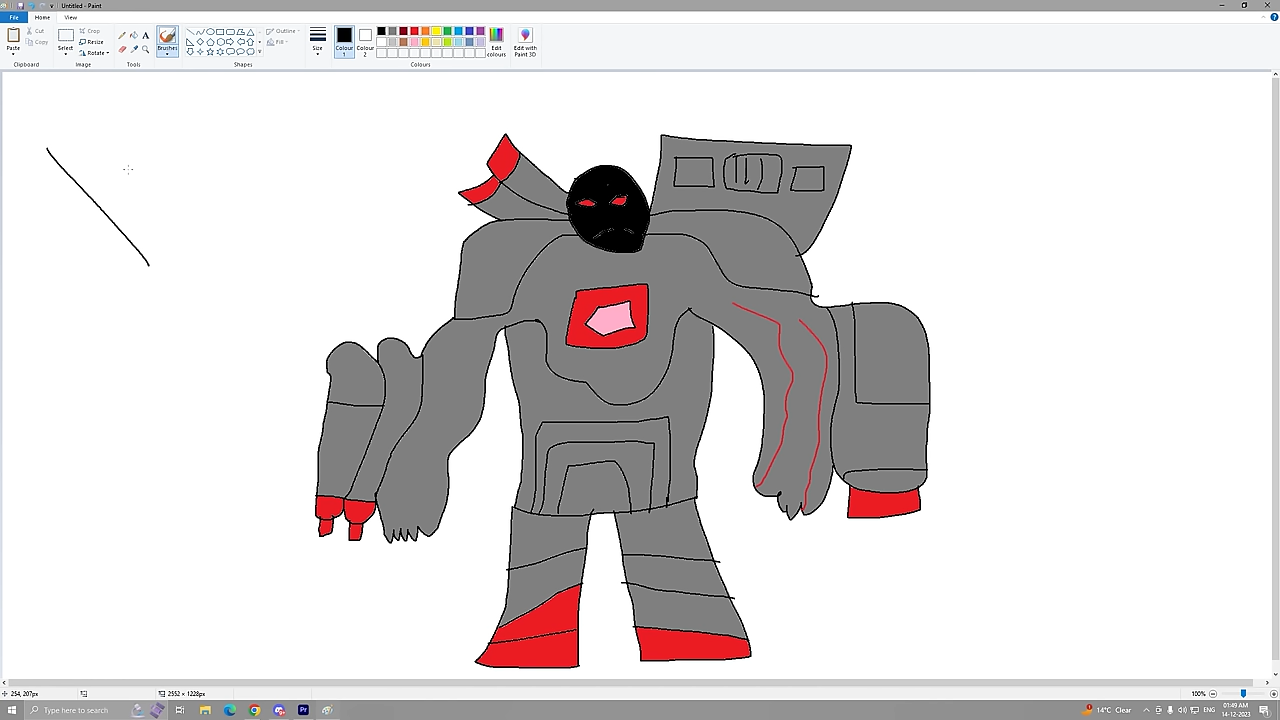 Untitled - Paint
File Home View
Paste
Cut
Copy
Clipboard
Select
Crop
Resize
Rotate
Image
Tools
Brushes
Shapes
Outline
Fill
Size
Colour 1
Colour 2
Colours
Edit colours
Edit with Paint 3D
254, 207px
2552 × 1228px
100%
Type here to search
14°C Clear
ENG
01:49 AM
14-12-2023